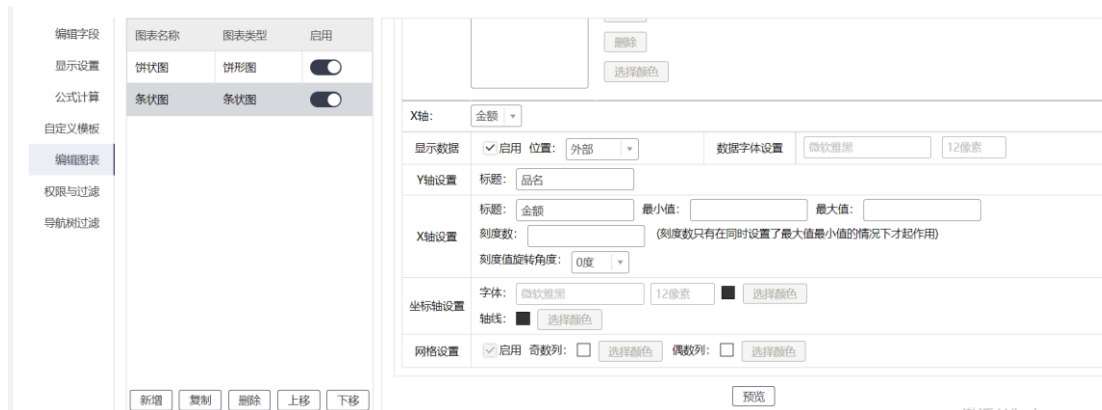 编辑字段
显示设置
公式计算
自定义模板
编辑图表
权限与过滤
导航树过滤
图表名称 图表类型 启用
饼状图 饼形图
条状图 条状图
新增 复制 删除 上移 下移
删除
选择颜色
X轴: 金额
显示数据 启用 位置: 外部 数据字体设置 微软雅黑 12像素
Y轴设置 标题: 品名
X轴设置
标题: 金额 最小值: 最大值:
刻度数: (刻度数只有在同时设置了最大值最小值的情况下才起作用)
刻度值旋转角度: 0度
坐标轴设置
字体: 微软雅黑 12像素 选择颜色
轴线: 选择颜色
网格设置 启用 奇数列: 选择颜色 偶数列: 选择颜色
预览